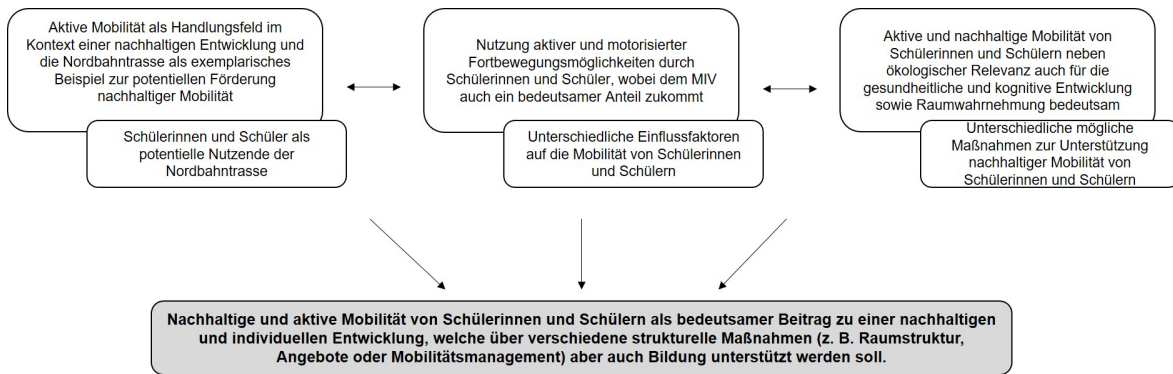 Aktive Mobilität als Handlungsfeld im
Kontext einer nachhaltigen Entwicklung und
die Nordbahntrasse als exemplarisches
Beispiel zur potentiellen Förderung
nachhaltiger Mobilität
Schülerinnen und Schüler als
potentielle Nutzende der
Nordbahntrasse
Nutzung aktiver und motorisierter
Fortbewegungsmöglichkeiten durch
Schülerinnen und Schüler, wobei dem MIV
auch ein bedeutsamer Anteil zukommt
Unterschiedliche Einflussfaktoren
auf die Mobilität von Schülerinnen
und Schülern
Aktive und nachhaltige Mobilität von
Schülerinnen und Schülern neben
ökologischer Relevanz auch für die
gesundheitliche und kognitive Entwicklung
sowie Raumwahrnehmung bedeutsam
Unterschiedliche mögliche
Maßnahmen zur Unterstützung
nachhaltiger Mobilität von
Schülerinnen und Schülern
Nachhaltige und aktive Mobilität von Schülerinnen und Schülern als bedeutsamer Beitrag zu einer nachhaltigen
und individuellen Entwicklung, welche über verschiedene strukturelle Maßnahmen (z. B. Raumstruktur,
Angebote oder Mobilitätsmanagement) aber auch Bildung unterstützt werden soll.